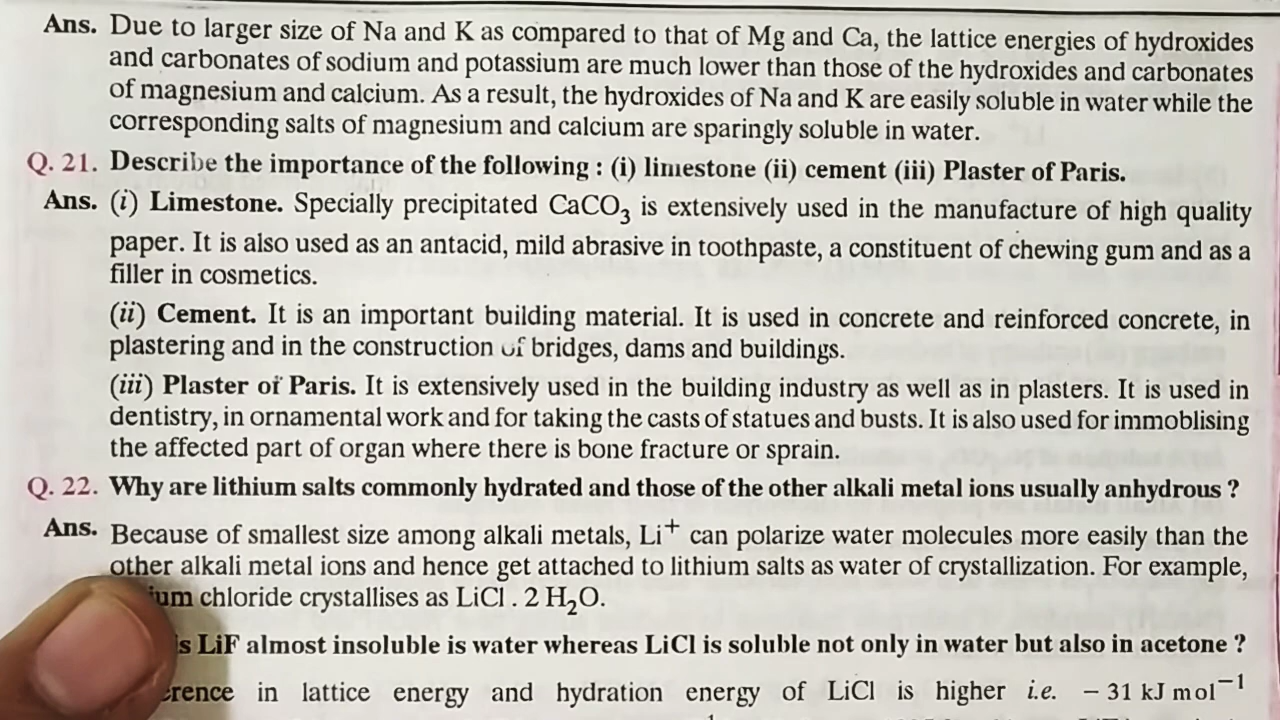 Ans. Due to larger size of Na and K as compared to that of Mg and Ca, the lattice energies of hydroxides
and carbonates of sodium and potassium are much lower than those of the hydroxides and carbonates
of magnesium and calcium. As a result, the hydroxides of Na and K are easily soluble in water while the
corresponding salts of magnesium and calcium are sparingly soluble in water.
Q. 21. Describe the importance of the following : (i) limestone (ii) cement (iii) Plaster of Paris.
Ans. (i) Limestone. Specially precipitated CaCO₃ is extensively used in the manufacture of high quality
paper. It is also used as an antacid, mild abrasive in toothpaste, a constituent of chewing gum and as a
filler in cosmetics.
(ii) Cement. It is an important building material. It is used in concrete and reinforced concrete, in
plastering and in the construction of bridges, dams and buildings.
(iii) Plaster of Paris. It is extensively used in the building industry as well as in plasters. It is used in
dentistry, in ornamental work and for taking the casts of statues and busts. It is also used for immoblising
the affected part of organ where there is bone fracture or sprain.
Q. 22. Why are lithium salts commonly hydrated and those of the other alkali metal ions usually anhydrous ?
Ans. Because of smallest size among alkali metals, Li⁺ can polarize water molecules more easily than the
other alkali metal ions and hence get attached to lithium salts as water of crystallization. For example,
chloride crystallises as LiCl . 2 H₂O.
LiF almost insoluble is water whereas LiCl is soluble not only in water but also in acetone ?
in lattice energy and hydration energy of LiCl is higher i.e. – 31 kJ mol⁻¹